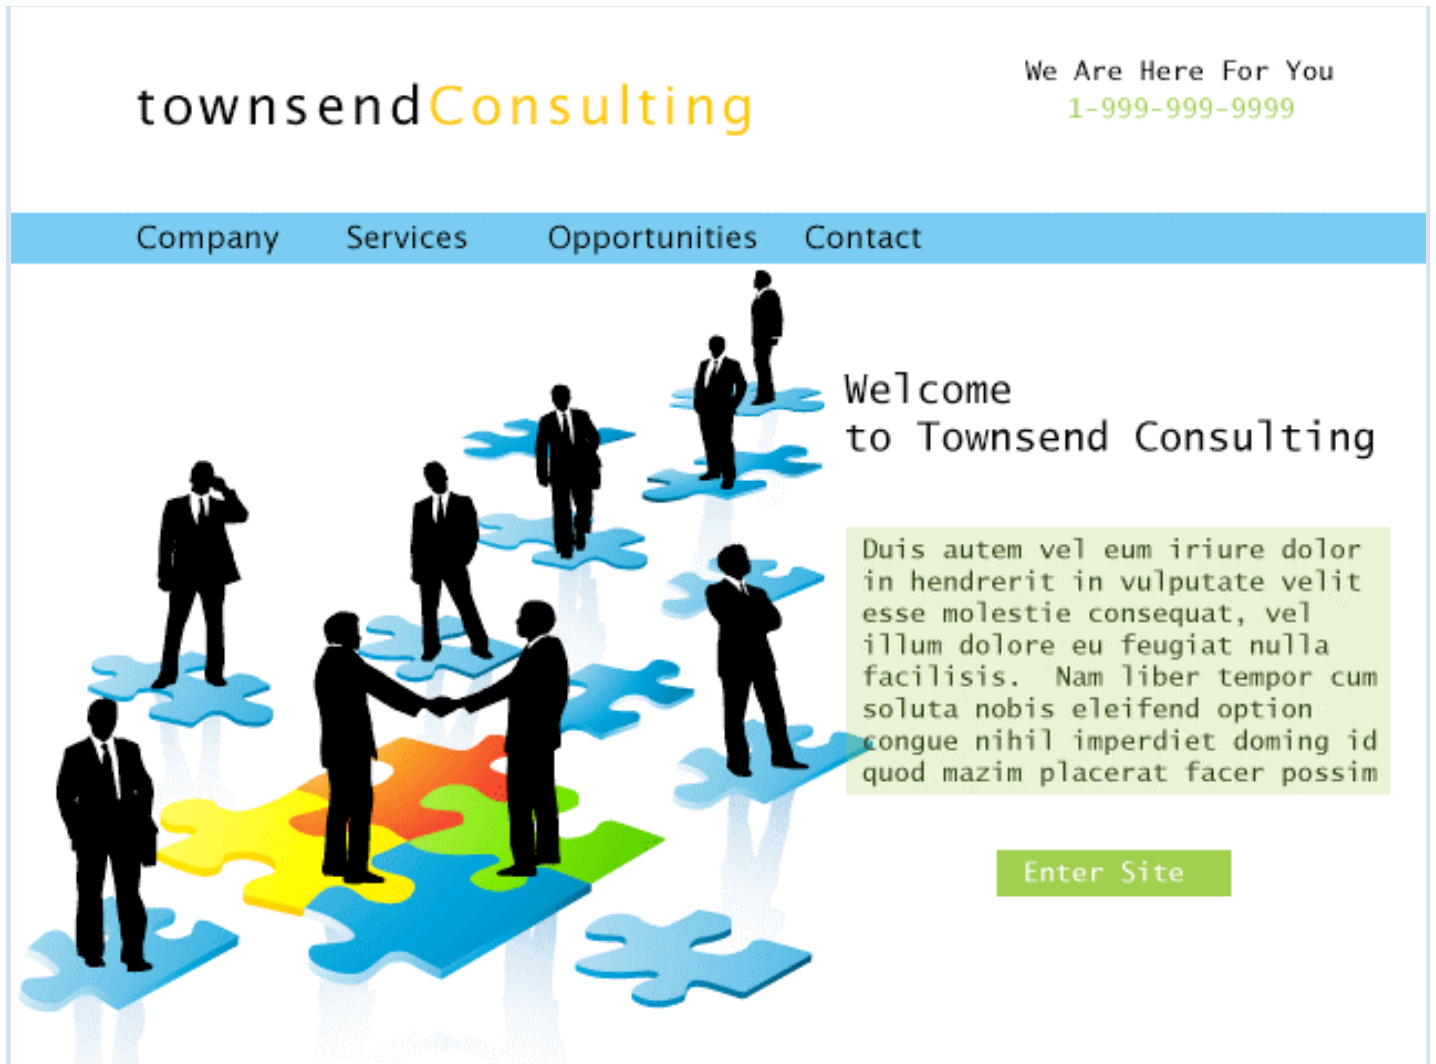 townsendConsulting
We Are Here For You
1-999-999-9999
Company Services Opportunities Contact
Welcome
to Townsend Consulting
Duis autem vel eum iriure dolor
in hendrerit in vulputate velit
esse molestie consequat, vel
illum dolore eu feugiat nulla
facilisis.  Nam liber tempor cum
soluta nobis eleifend option
congue nihil imperdiet doming id
quod mazim placerat facer possim
Enter Site